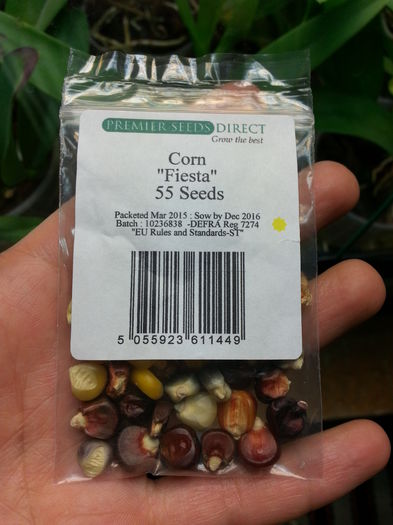 PREMIER SEEDS DIRECT
Grow the best
Corn
"Fiesta"
55 Seeds
Packeted Mar 2015 : Sow by Dec 2016
Batch : 10236838 -DEFRA Reg 7274
"EU Rules and Standards-ST"
5 055923 611449